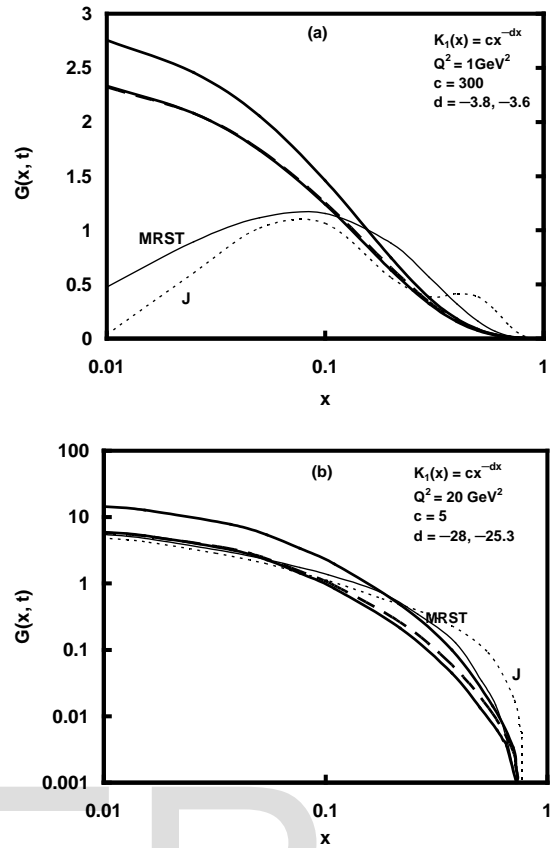 (a)
K₁(x) = cx⁻ᵈˣ
Q² = 1GeV²
c = 300
d = −3.8, −3.6
3
2.5
2
1.5
1
0.5
0
G(x, t)
MRST
J
0.01
0.1
1
x
(b)
K₁(x) = cx⁻ᵈˣ
Q² = 20 GeV²
c = 5
d = −28, −25.3
100
10
1
0.1
0.01
0.001
G(x, t)
MRST
J
0.01
0.1
1
x